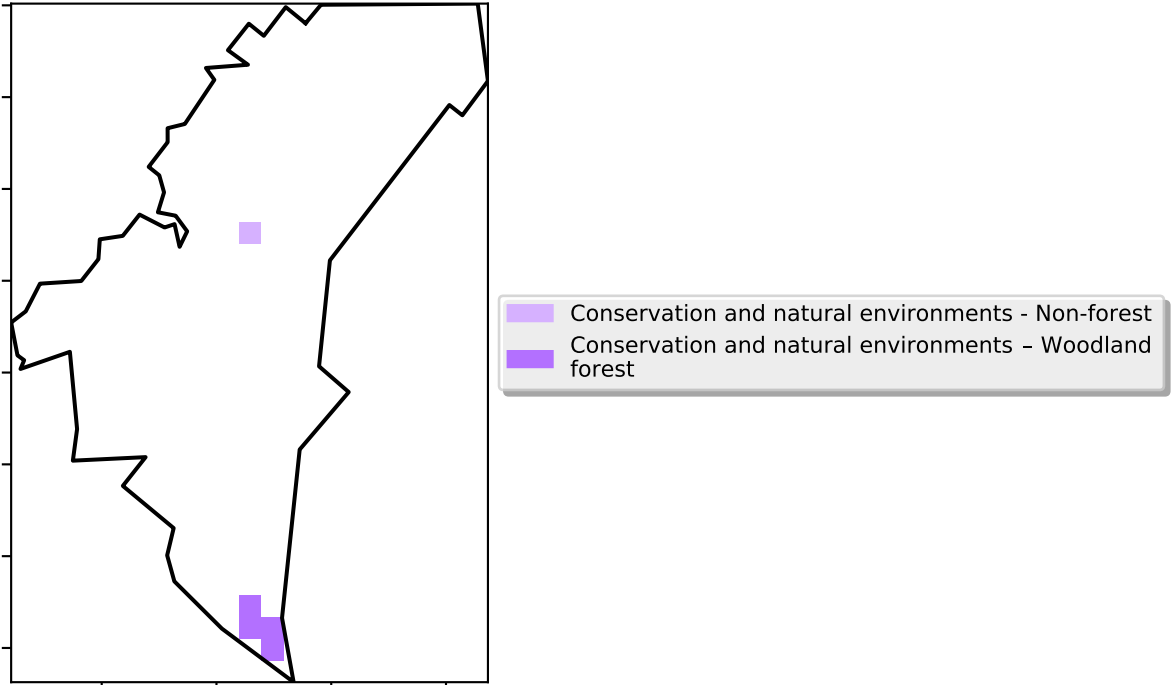 Conservation and natural environments - Non-forest
Conservation and natural environments – Woodland
forest